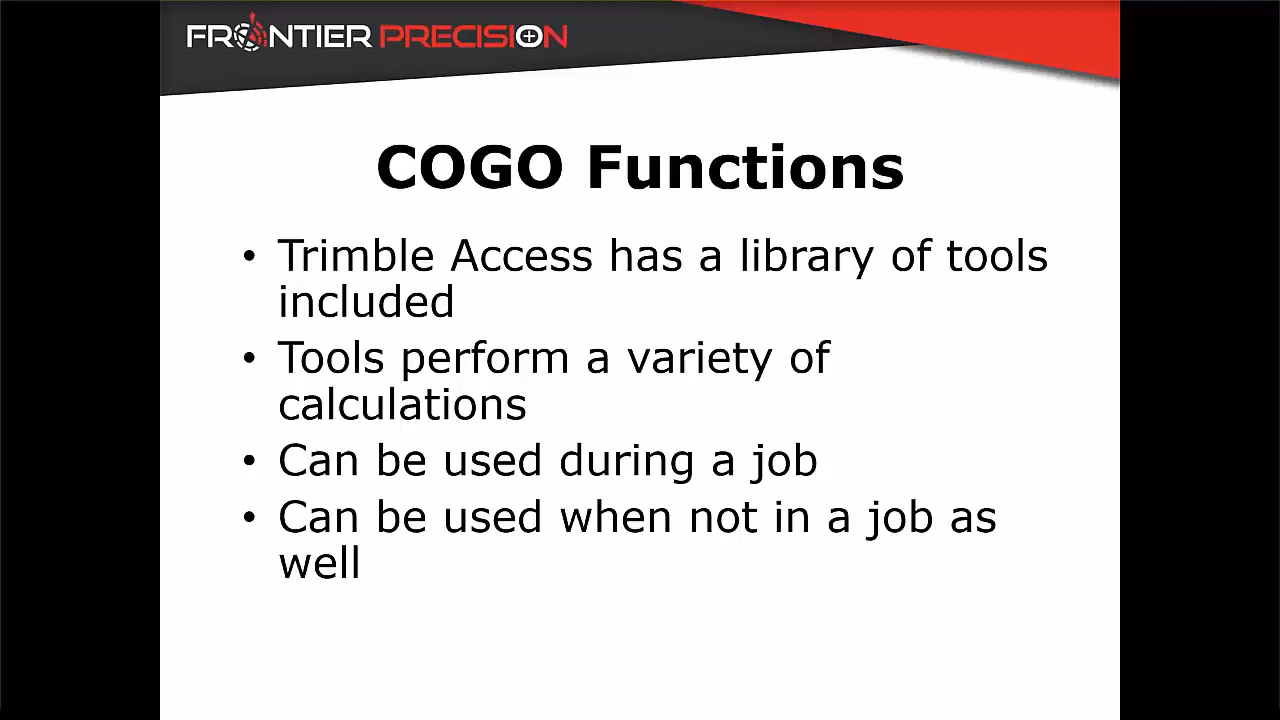 FRONTIER PRECISION
COGO Functions
• Trimble Access has a library of tools
included
• Tools perform a variety of
calculations
• Can be used during a job
• Can be used when not in a job as
well